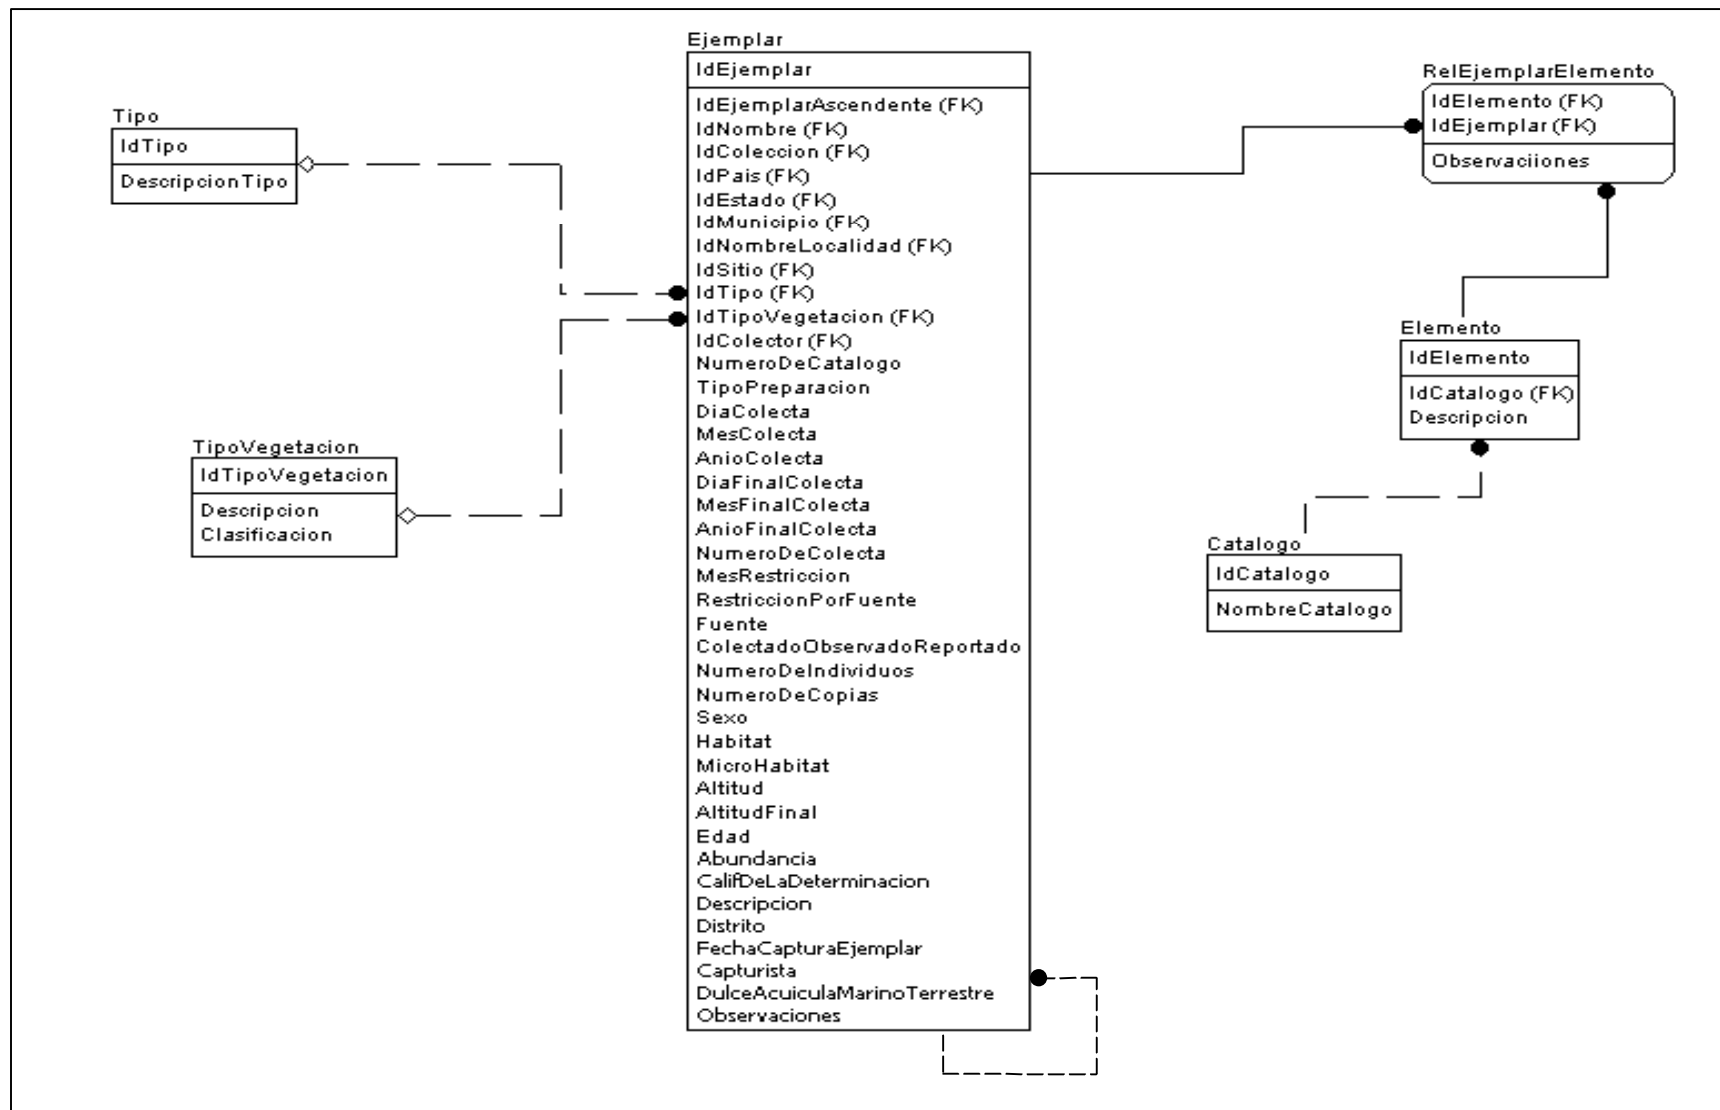 Tipo
IdTipo
DescripcionTipo
TipoVegetacion
IdTipoVegetacion
Descripcion
Clasificacion
Ejemplar
IdEjemplar
IdEjemplarAscendente (FK)
IdNombre (FK)
IdColeccion (FK)
IdPais (FK)
IdEstado (FK)
IdMunicipio (FK)
IdNombreLocalidad (FK)
IdSitio (FK)
IdTipo (FK)
IdTipoVegetacion (FK)
IdColector (FK)
NumeroDeCatalogo
TipoPreparacion
DiaColecta
MesColecta
AnioColecta
DiaFinalColecta
MesFinalColecta
AnioFinalColecta
NumeroDeColecta
MesRestriccion
RestriccionPorFuente
Fuente
ColectadoObservadoReportado
NumeroDeIndividuos
NumeroDeCopias
Sexo
Habitat
MicroHabitat
Altitud
AltitudFinal
Edad
Abundancia
CalifDeLaDeterminacion
Descripcion
Distrito
FechaCapturaEjemplar
Capturista
DulceAcuiculaMarinoTerrestre
Observaciones
RelEjemplarElemento
IdElemento (FK)
IdEjemplar (FK)
Observaciiones
Elemento
IdElemento
IdCatalogo (FK)
Descripcion
Catalogo
IdCatalogo
NombreCatalogo